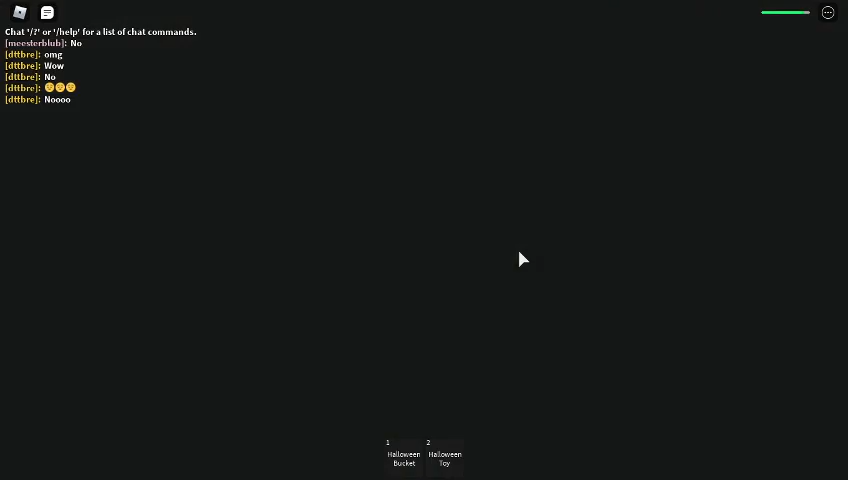 Chat '/?' or '/help' for a list of chat commands.
[meesterblub]: No
[dttbre]: omg
[dttbre]: Wow
[dttbre]: No
[dttbre]: 😟😟😟
[dttbre]: Noooo
1
Halloween
Bucket
2
Halloween
Toy